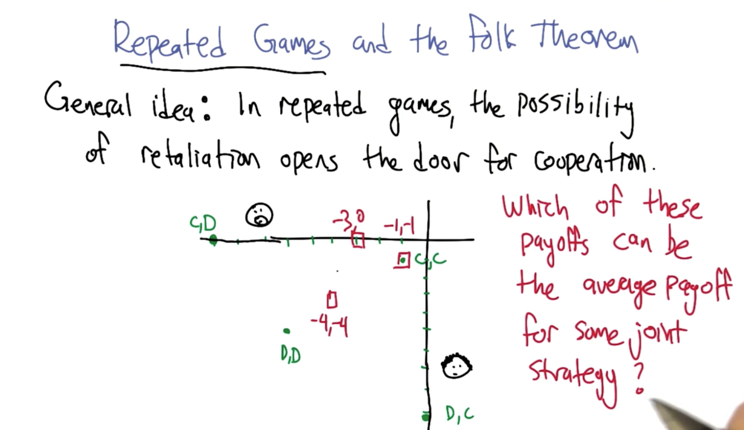 Repeated Games and the Folk Theorem
General idea: In repeated games, the possibility
of retaliation opens the door for cooperation.
C,D
-3,0
-1,-1
C,C
-4,-4
D,D
D,C
Which of these
payoffs can be
the average payoff
for some joint
strategy?